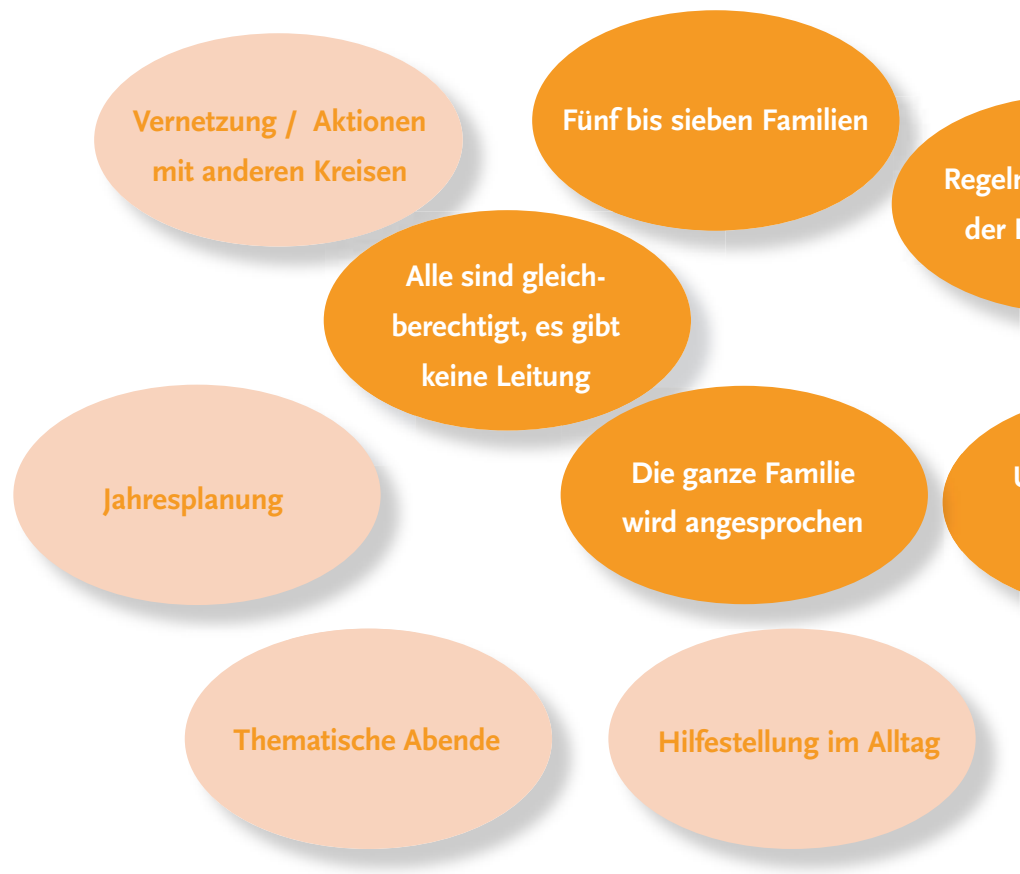 Vernetzung / Aktionen
mit anderen Kreisen
Fünf bis sieben Familien
der
Alle sind gleich-
berechtigt, es gibt
keine Leitung
Jahresplanung
Die ganze Familie
wird angesprochen
Thematische Abende
Hilfestellung im Alltag